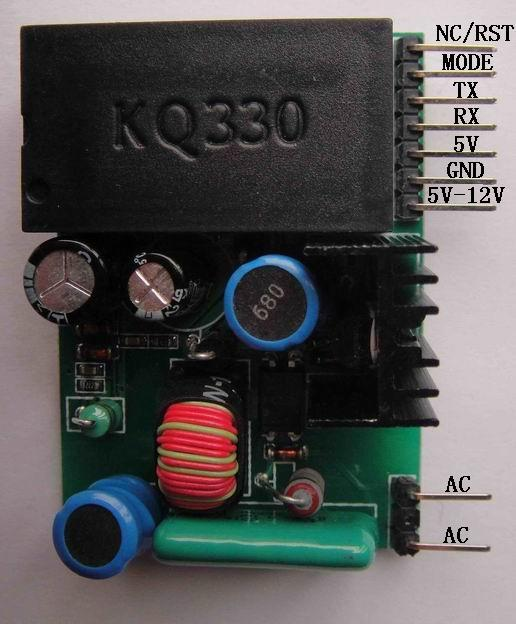 NC/RST
MODE
TX
RX
5V
GND
5V-12V
KQ330
680
AC
AC